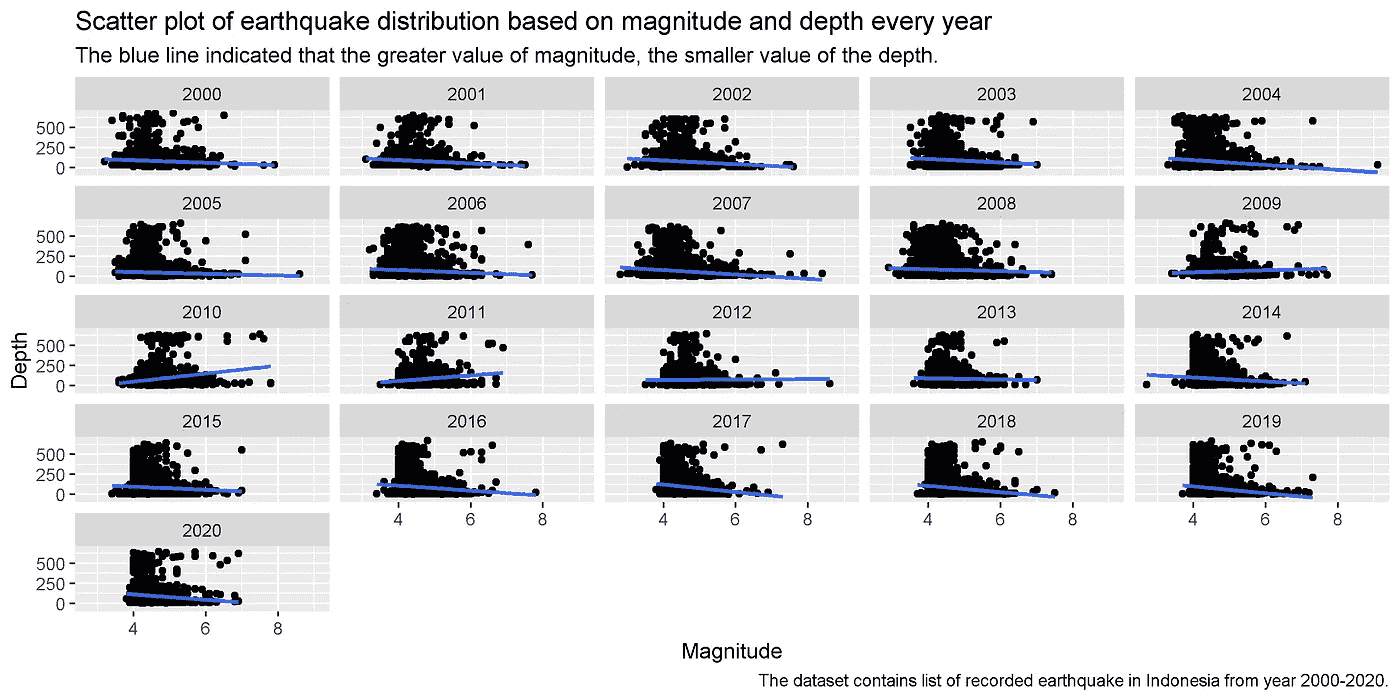 Scatter plot of earthquake distribution based on magnitude and depth every year
The blue line indicated that the greater value of magnitude, the smaller value of the depth.
2000 2001 2002 2003 2004
500
250
0
2005 2006 2007 2008 2009
500
250
0
2010 2011 2012 2013 2014
Depth
500
250
0
2015 2016 2017 2018 2019
500
250
0
4 6 8 4 6 8 4 6 8 4 6 8
2020
500
250
0
4 6 8
Magnitude
The dataset contains list of recorded earthquake in Indonesia from year 2000-2020.